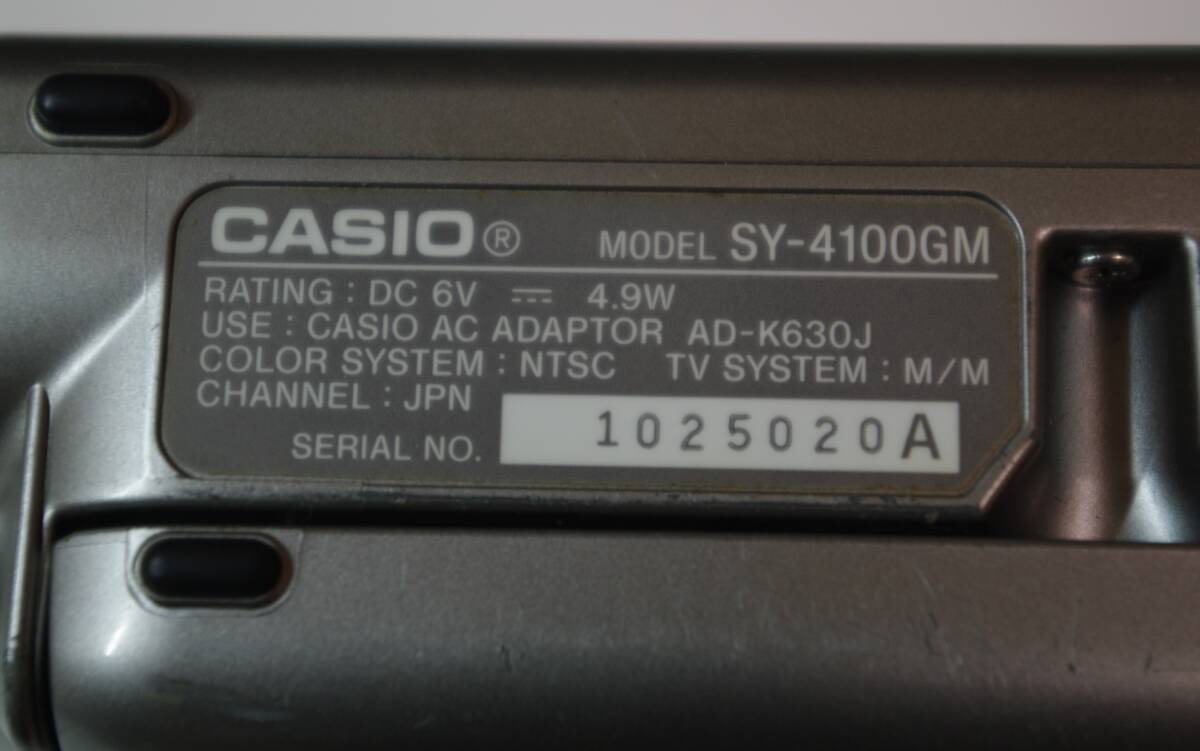 CASIO® MODEL SY-4100GM
RATING : DC 6V ⎓ 4.9W
USE : CASIO AC ADAPTOR AD-K630J
COLOR SYSTEM : NTSC TV SYSTEM : M/M
CHANNEL : JPN
SERIAL NO. 1025020A